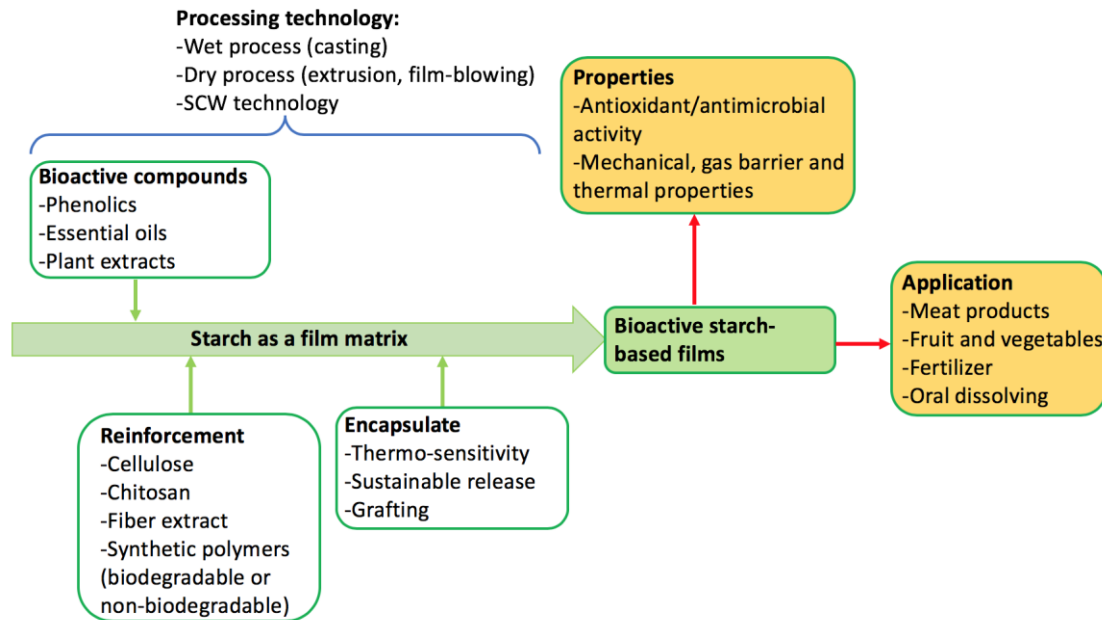 Processing technology:
-Wet process (casting)
-Dry process (extrusion, film-blowing)
-SCW technology
Properties
-Antioxidant/antimicrobial
activity
-Mechanical, gas barrier and
thermal properties
Bioactive compounds
-Phenolics
-Essential oils
-Plant extracts
Starch as a film matrix
Bioactive starch-
based films
Application
-Meat products
-Fruit and vegetables
-Fertilizer
-Oral dissolving
Reinforcement
-Cellulose
-Chitosan
-Fiber extract
-Synthetic polymers
(biodegradable or
non-biodegradable)
Encapsulate
-Thermo-sensitivity
-Sustainable release
-Grafting